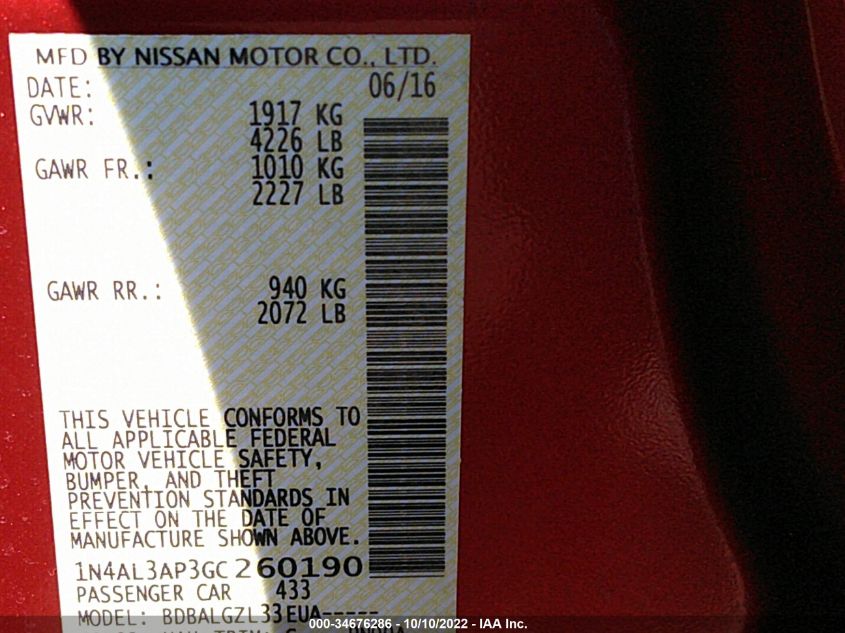 MFD BY NISSAN MOTOR CO., LTD.
DATE: 06/16
GVWR: 1917 KG
4226 LB
GAWR FR.: 1010 KG
2227 LB
GAWR RR.: 940 KG
2072 LB
THIS VEHICLE CONFORMS TO
ALL APPLICABLE FEDERAL
MOTOR VEHICLE SAFETY,
BUMPER, AND THEFT
PREVENTION STANDARDS IN
EFFECT ON THE DATE OF
MANUFACTURE SHOWN ABOVE.
1N4AL3AP3GC260190
PASSENGER CAR 433
MODEL: BDBALGZL33EUA-----
TRIM: G
000-34676286 - 10/10/2022 - IAA Inc.